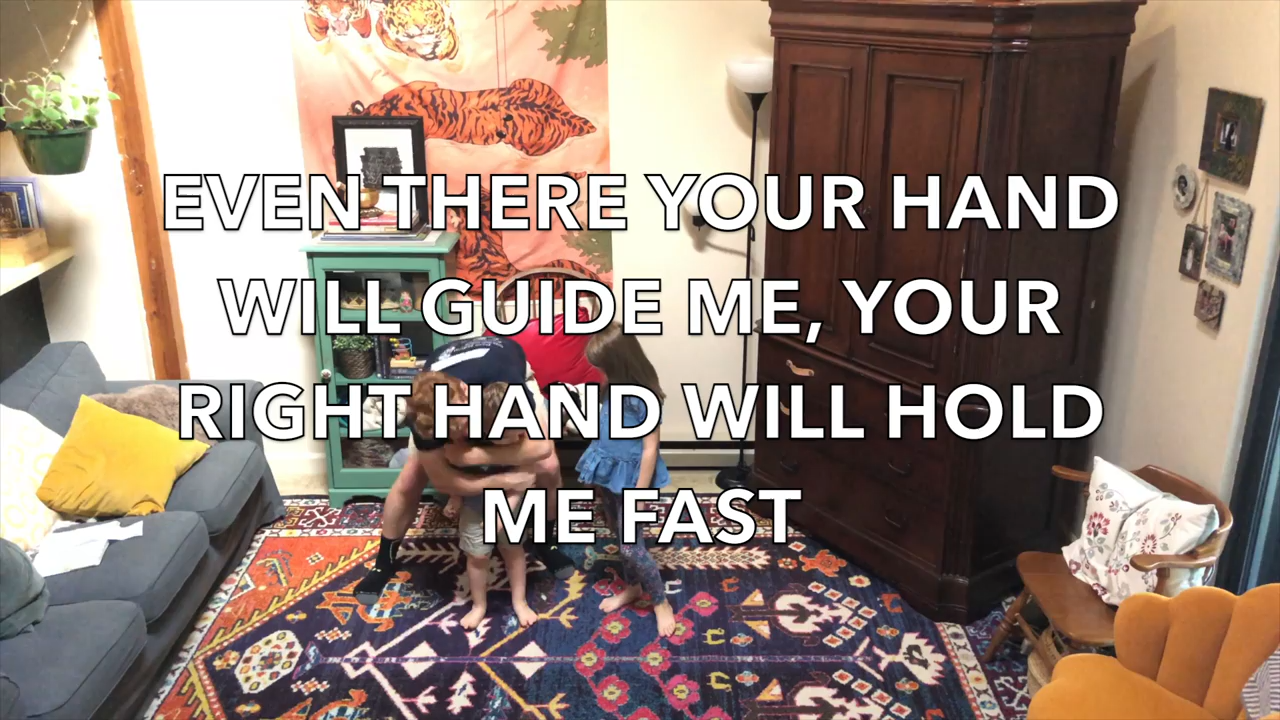 EVEN THERE YOUR HAND
WILL GUIDE ME, YOUR
RIGHT HAND WILL HOLD
ME FAST